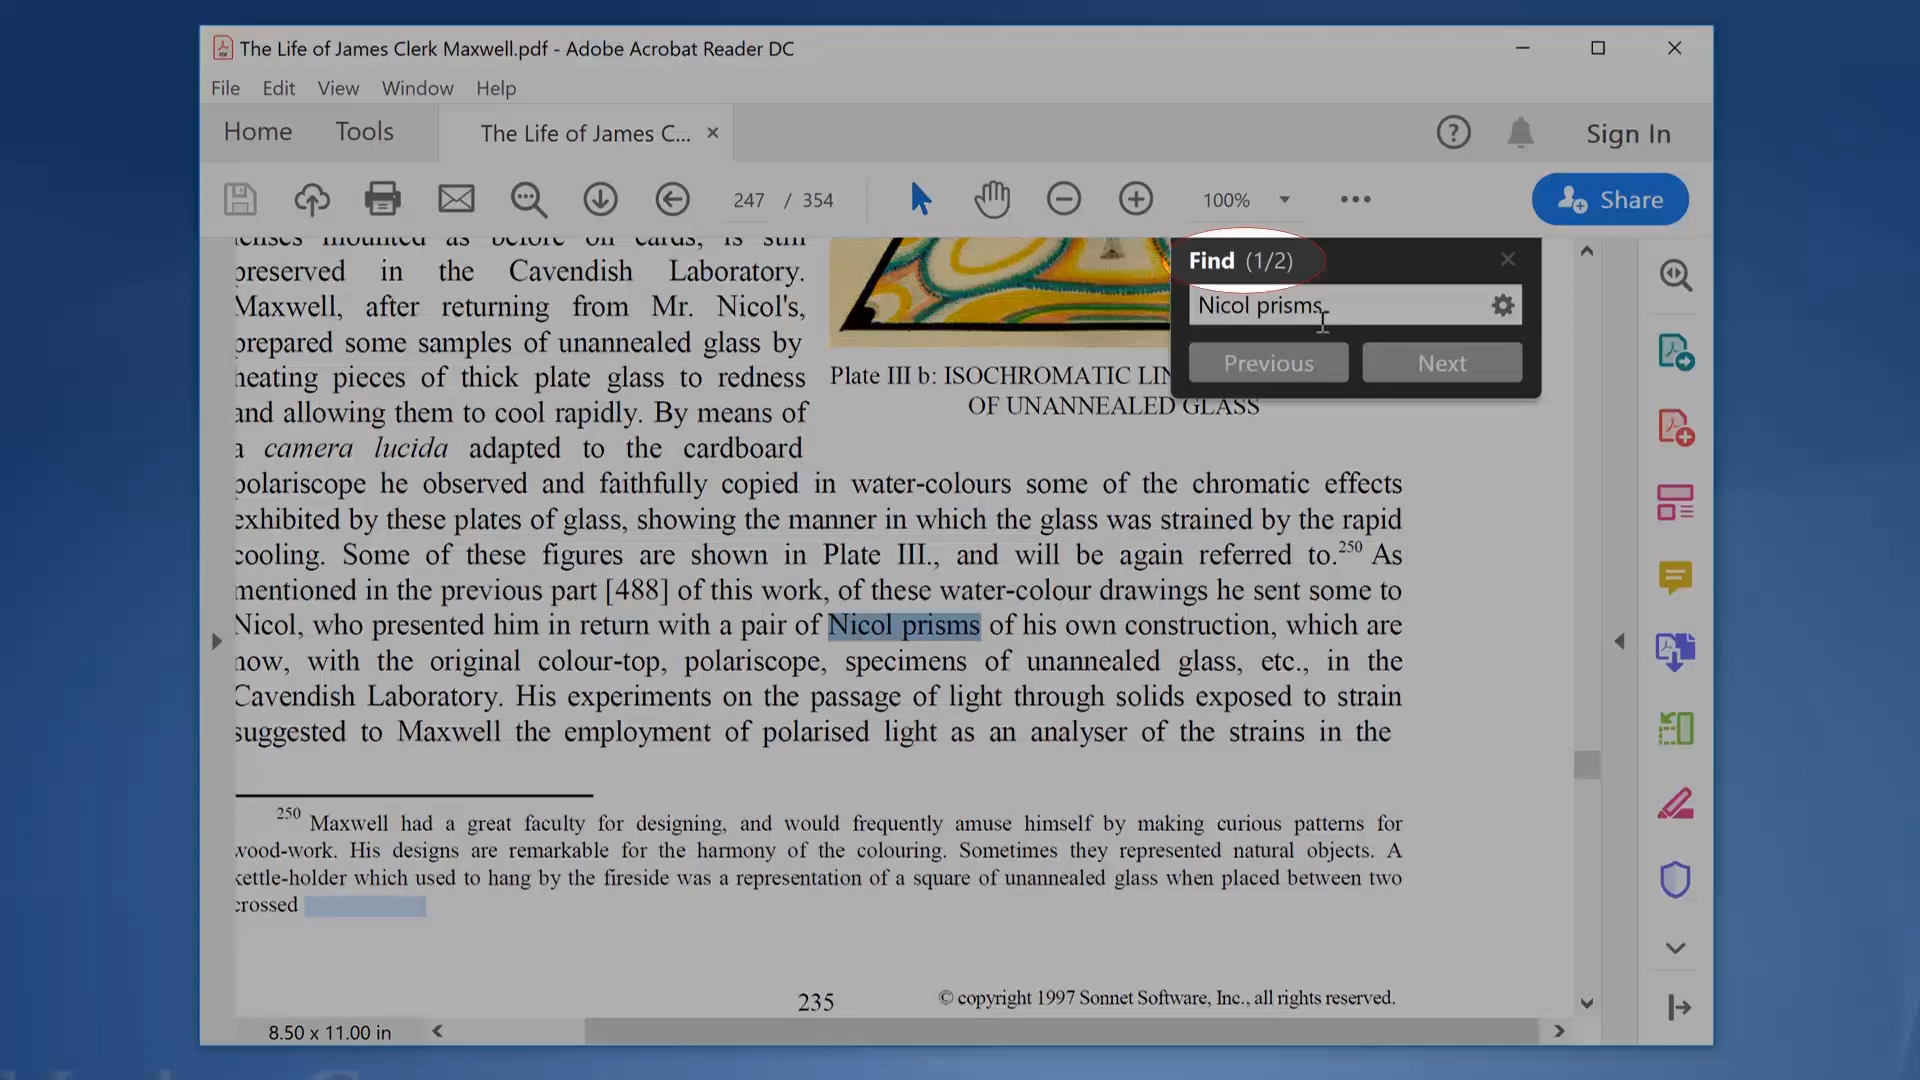 The Life of James Clerk Maxwell.pdf - Adobe Acrobat Reader DC
File Edit View Window Help
Home Tools The Life of James C... Sign In
247 / 354 100% Share
lenses mounted as before on cards, is still
preserved in the Cavendish Laboratory.
Maxwell, after returning from Mr. Nicol's,
prepared some samples of unannealed glass by
heating pieces of thick plate glass to redness
and allowing them to cool rapidly. By means of
a camera lucida adapted to the cardboard
Plate III b: ISOCHROMATIC LIN
OF UNANNEALED GLASS
Find (1/2)
Nicol prisms
Previous Next
polariscope he observed and faithfully copied in water-colours some of the chromatic effects
exhibited by these plates of glass, showing the manner in which the glass was strained by the rapid
cooling. Some of these figures are shown in Plate III., and will be again referred to.250 As
mentioned in the previous part [488] of this work, of these water-colour drawings he sent some to
Nicol, who presented him in return with a pair of Nicol prisms of his own construction, which are
now, with the original colour-top, polariscope, specimens of unannealed glass, etc., in the
Cavendish Laboratory. His experiments on the passage of light through solids exposed to strain
suggested to Maxwell the employment of polarised light as an analyser of the strains in the
250 Maxwell had a great faculty for designing, and would frequently amuse himself by making curious patterns for
wood-work. His designs are remarkable for the harmony of the colouring. Sometimes they represented natural objects. A
kettle-holder which used to hang by the fireside was a representation of a square of unannealed glass when placed between two
crossed
235 © copyright 1997 Sonnet Software, Inc., all rights reserved.
8.50 x 11.00 in